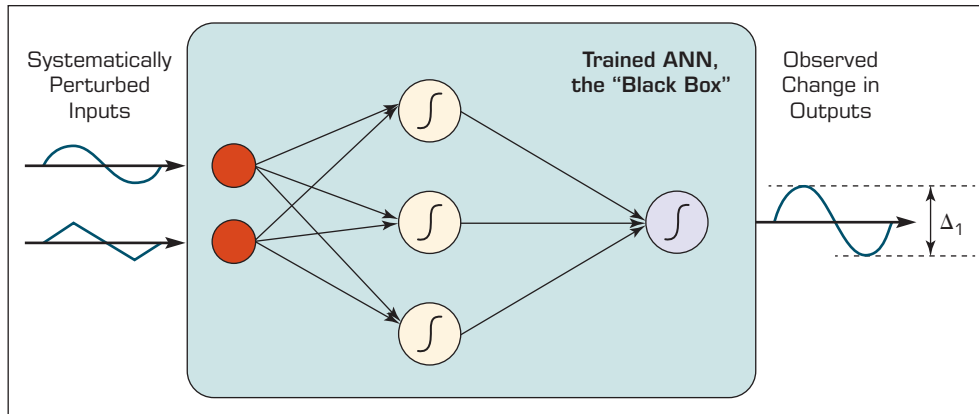 Systematically
Perturbed
Inputs
Trained ANN,
the “Black Box”
Observed
Change in
Outputs
∫
∫
∫
∫
Δ1